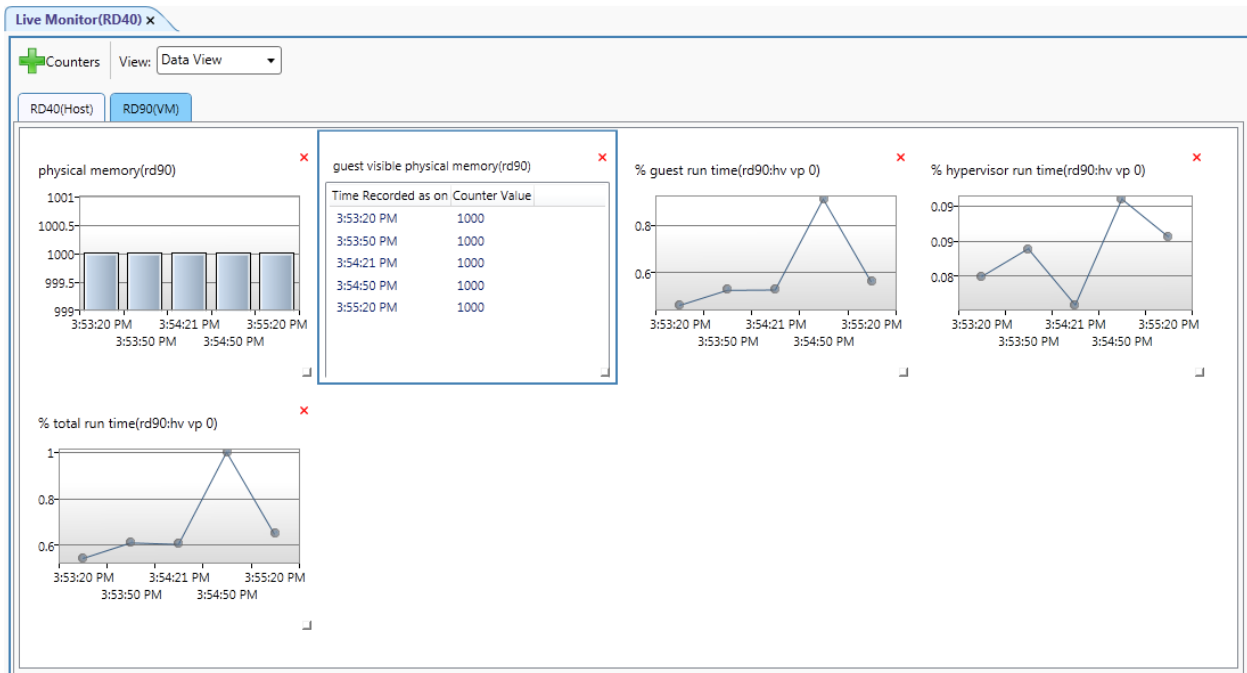 Live Monitor(RD40) x
Counters View: Data View
RD40(Host) RD90(VM)
physical memory(rd90)
1001
1000.5
1000
999.5
999
3:53:20 PM 3:54:21 PM 3:55:20 PM
3:53:50 PM 3:54:50 PM
guest visible physical memory(rd90)
Time Recorded as on Counter Value
3:53:20 PM 1000
3:53:50 PM 1000
3:54:21 PM 1000
3:54:50 PM 1000
3:55:20 PM 1000
% guest run time(rd90:hv vp 0)
0.8
0.6
3:53:20 PM 3:54:21 PM 3:55:20 PM
3:53:50 PM 3:54:50 PM
% hypervisor run time(rd90:hv vp 0)
0.09
0.09
0.08
3:53:20 PM 3:54:21 PM 3:55:20 PM
3:53:50 PM 3:54:50 PM
% total run time(rd90:hv vp 0)
1
0.8
0.6
3:53:20 PM 3:54:21 PM 3:55:20 PM
3:53:50 PM 3:54:50 PM